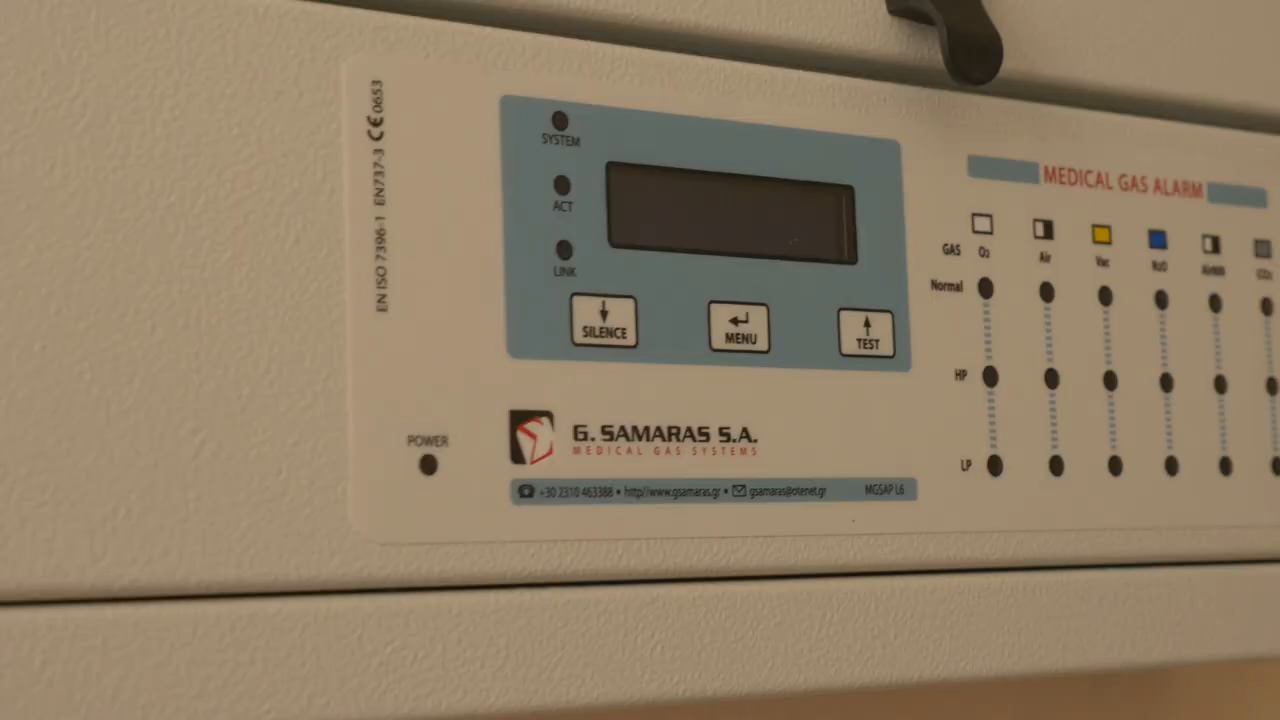 EN ISO 7396-1 EN737-3 CE 0653
SYSTEM
ACT
LINK
SILENCE
MENU
TEST
POWER
G. SAMARAS S.A.
MEDICAL GAS SYSTEMS
+30 2310 463388 • http//www.gsamaras.gr • gsamaras@otenet.gr MGSAP L6
MEDICAL GAS ALARM
GAS O₂ Air Vac N₂O
Normal
HP
LP